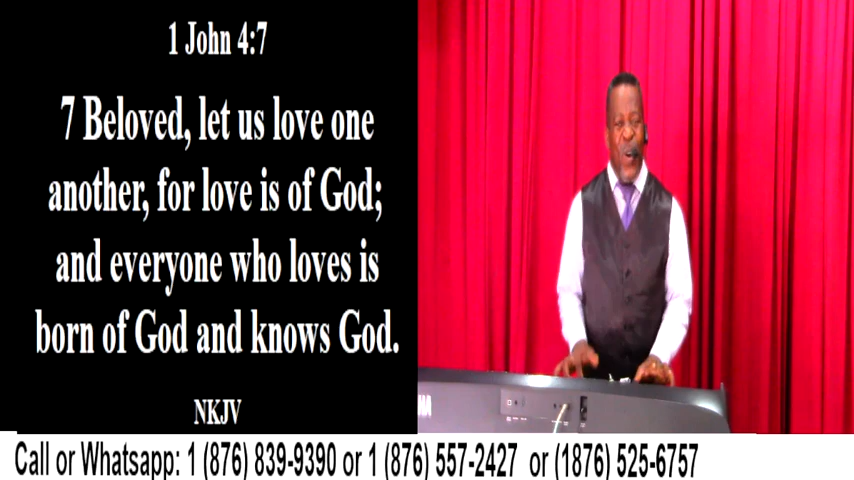 1 John 4:7
7 Beloved, let us love one
another, for love is of God;
and everyone who loves is
born of God and knows God.
NKJV
Call or Whatsapp: 1 (876) 839-9390 or 1 (876) 557-2427 or (1876) 525-6757